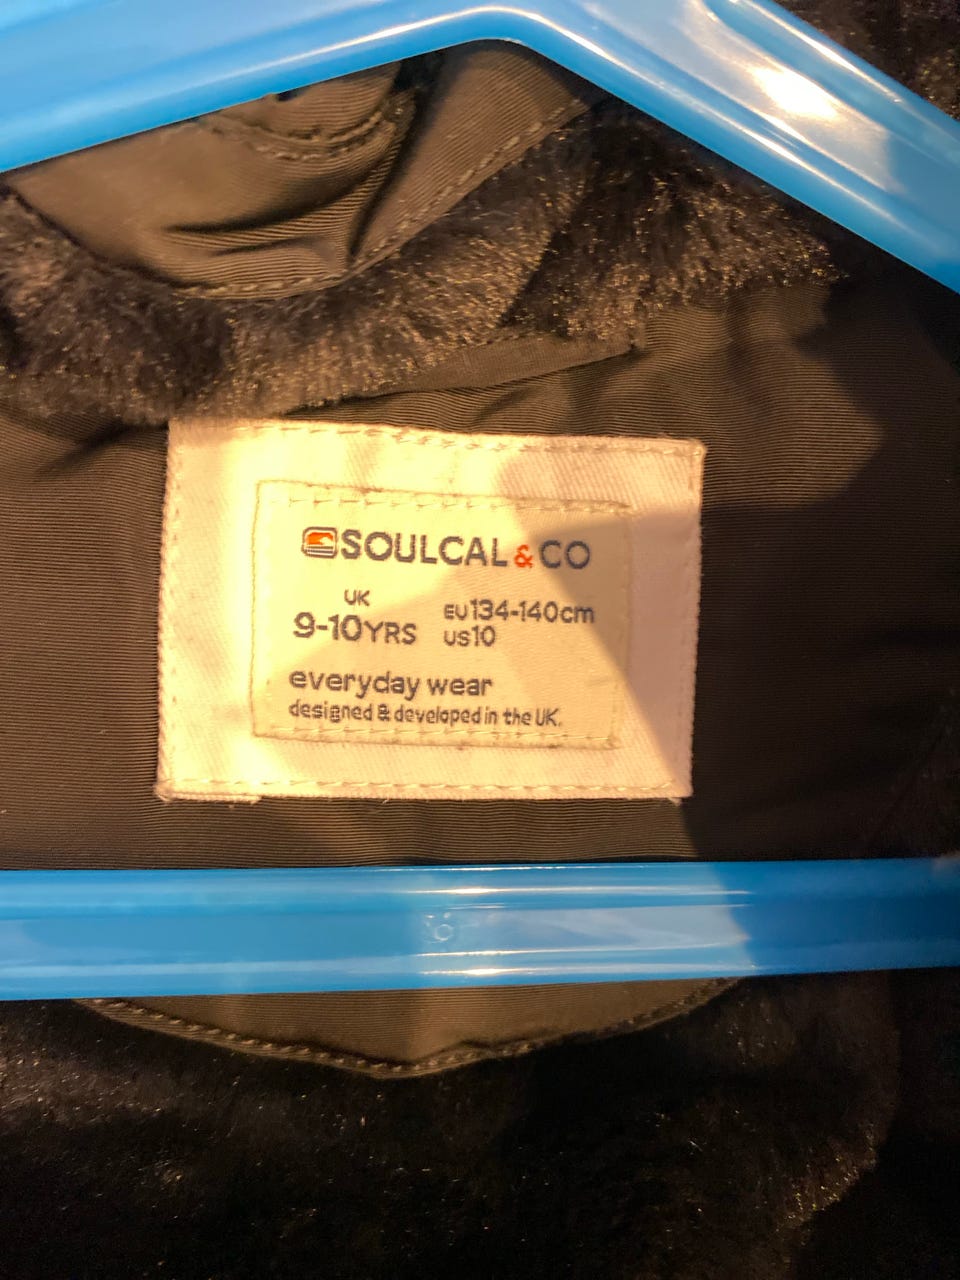 SOULCAL & CO
UK
9-10YRS
EU134-140cm
US10
everyday wear
designed & developed in the UK.